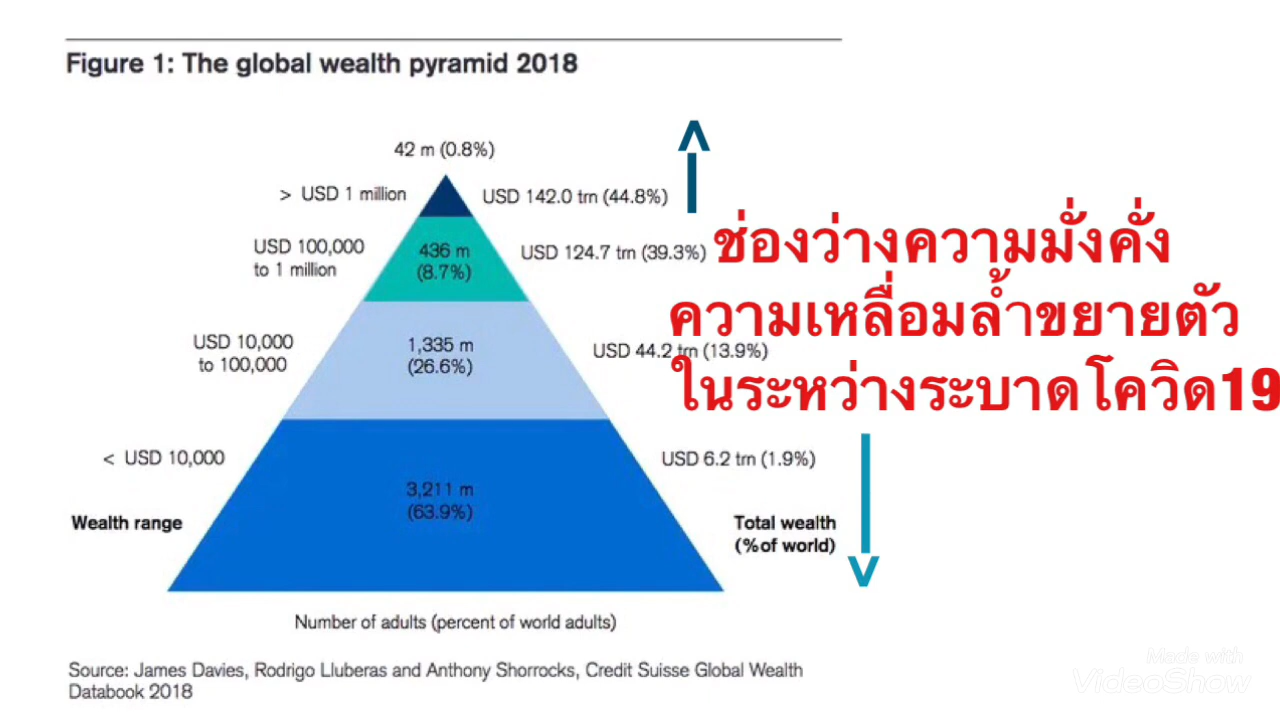 Figure 1: The global wealth pyramid 2018
42 m (0.8%)
> USD 1 million
USD 142.0 trn (44.8%)
USD 100,000
to 1 million
436 m
(8.7%)
USD 124.7 trn (39.3%)
ช่องว่างความมั่งคั่ง
ความเหลื่อมล้ำขยายตัว
ในระหว่างระบาดโควิด19
USD 10,000
to 100,000
1,335 m
(26.6%)
USD 44.2 trn (13.9%)
< USD 10,000
3,211 m
(63.9%)
USD 6.2 trn (1.9%)
Wealth range
Total wealth
(%of world)
Number of adults (percent of world adults)
Source: James Davies, Rodrigo Lluberas and Anthony Shorrocks, Credit Suisse Global Wealth
Databook 2018
Made with
VideoShow